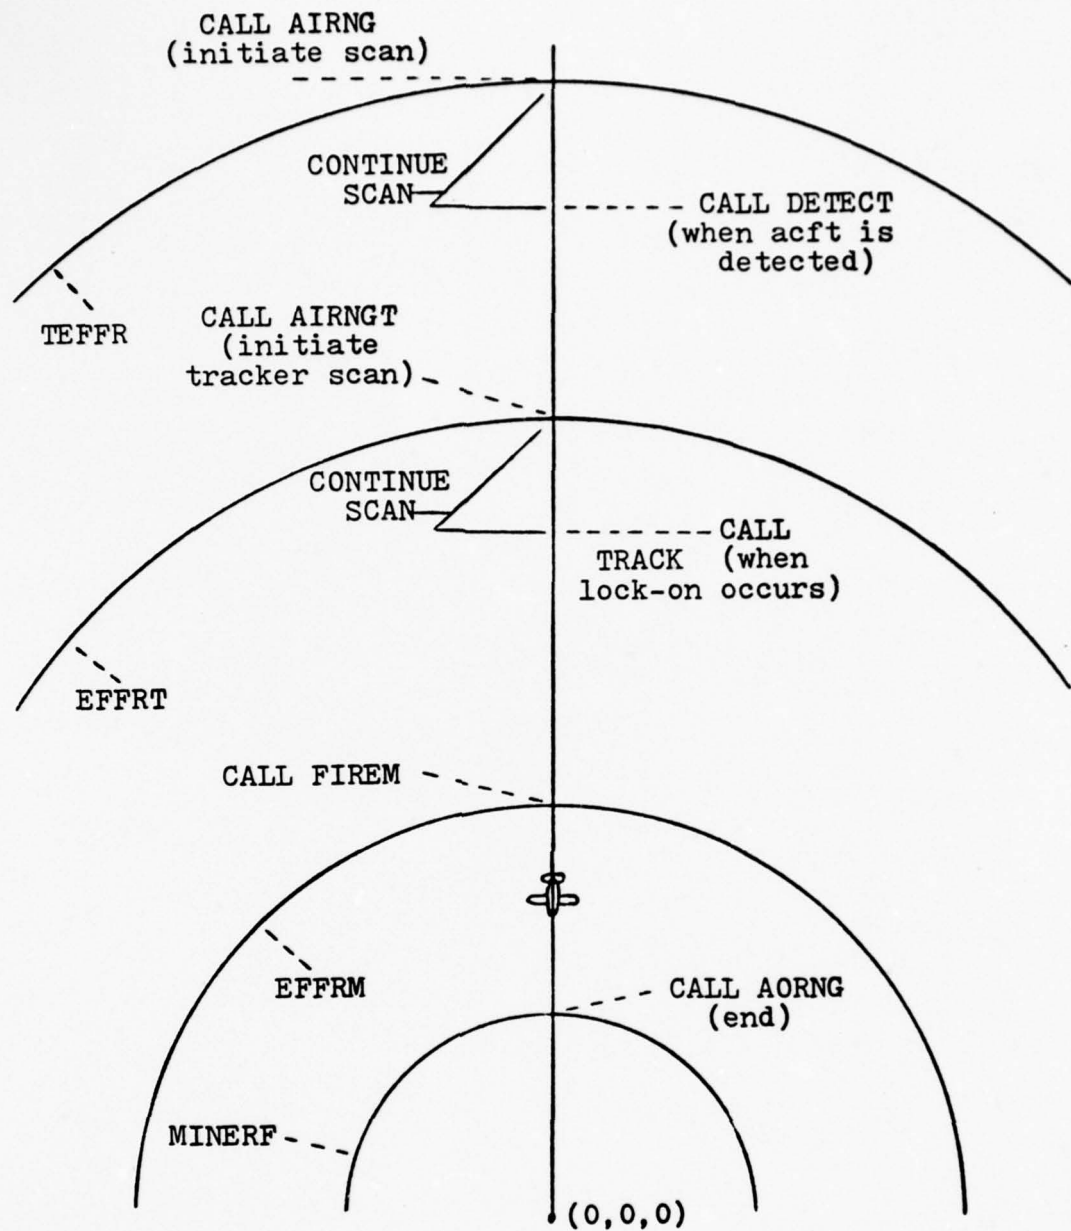 CALL AIRNG
(initiate scan)
CONTINUE
SCAN
CALL DETECT
(when acft is
detected)
TEFFR
CALL AIRNGT
(initiate
tracker scan)
CONTINUE
SCAN
CALL
TRACK (when
lock-on occurs)
EFFRT
CALL FIREM
EFFRM
CALL AORNG
(end)
MINERF
(0,0,0)